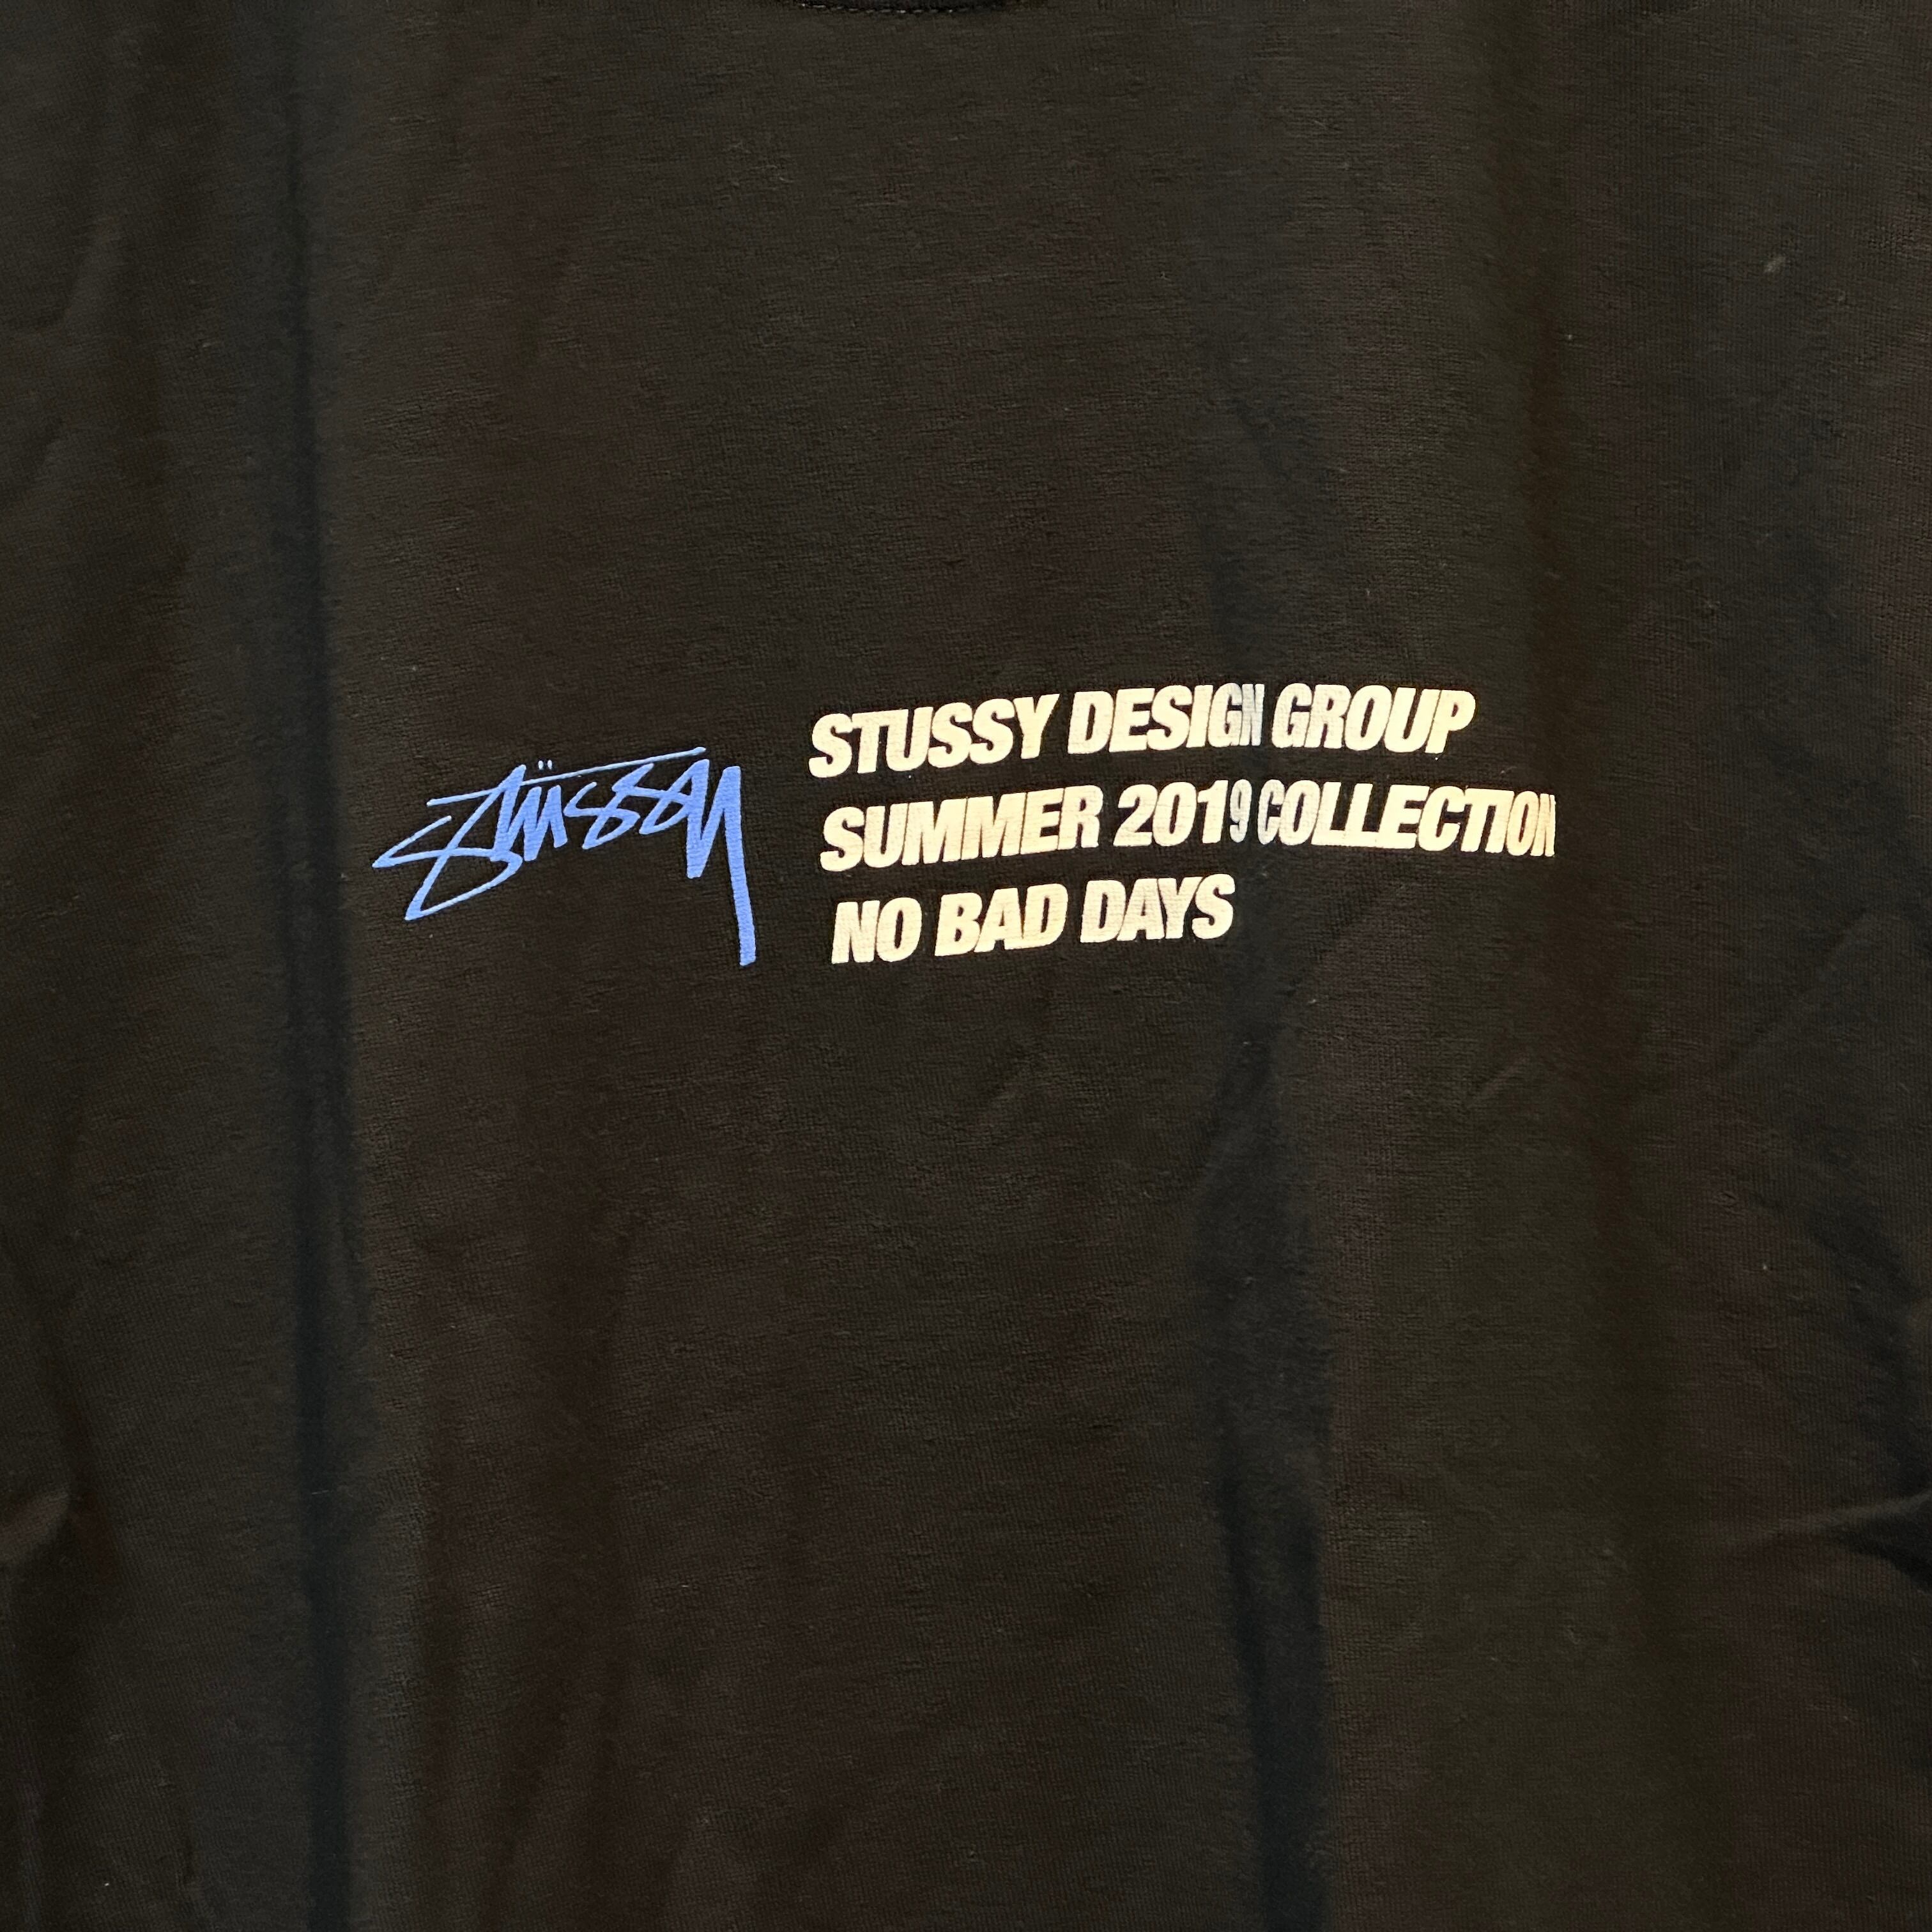 Stüssy
STUSSY DESIGN GROUP
SUMMER 2019 COLLECTION
NO BAD DAYS